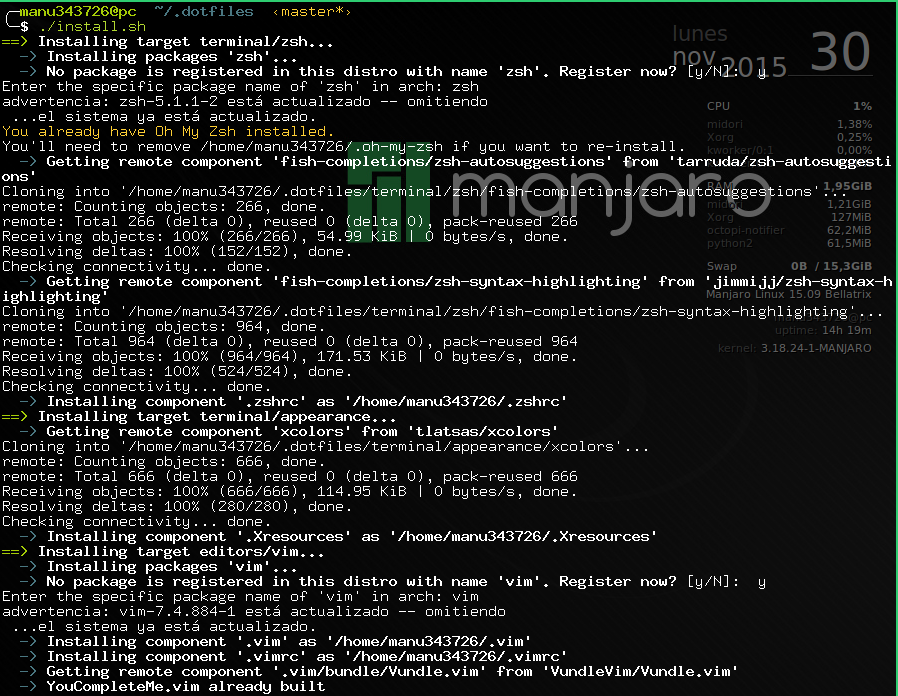 ╭─manu343726@pc  ~/.dotfiles  ‹master*›
╰─$ ./install.sh
==> Installing target terminal/zsh...
  -> Installing packages 'zsh'...
  -> No package is registered in this distro with name 'zsh'. Register now? [y/N]:  y
Enter the specific package name of 'zsh' in arch: zsh
advertencia: zsh-5.1.1-2 está actualizado -- omitiendo
 ...el sistema ya está actualizado.
You already have Oh My Zsh installed.
You'll need to remove /home/manu343726/.oh-my-zsh if you want to re-install.
  -> Getting remote component 'fish-completions/zsh-autosuggestions' from 'tarruda/zsh-autosuggesti
ons'
Cloning into '/home/manu343726/.dotfiles/terminal/zsh/fish-completions/zsh-autosuggestions'...
remote: Counting objects: 266, done.
remote: Total 266 (delta 0), reused 0 (delta 0), pack-reused 266
Receiving objects: 100% (266/266), 54.99 KiB | 0 bytes/s, done.
Resolving deltas: 100% (152/152), done.
Checking connectivity... done.
  -> Getting remote component 'fish-completions/zsh-syntax-highlighting' from 'jimmijj/zsh-syntax-h
ighlighting'
Cloning into '/home/manu343726/.dotfiles/terminal/zsh/fish-completions/zsh-syntax-highlighting'...
remote: Counting objects: 964, done.
remote: Total 964 (delta 0), reused 0 (delta 0), pack-reused 964
Receiving objects: 100% (964/964), 171.53 KiB | 0 bytes/s, done.
Resolving deltas: 100% (524/524), done.
Checking connectivity... done.
  -> Installing component '.zshrc' as '/home/manu343726/.zshrc'
==> Installing target terminal/appearance...
  -> Getting remote component 'xcolors' from 'tlatsas/xcolors'
Cloning into '/home/manu343726/.dotfiles/terminal/appearance/xcolors'...
remote: Counting objects: 666, done.
remote: Total 666 (delta 0), reused 0 (delta 0), pack-reused 666
Receiving objects: 100% (666/666), 114.95 KiB | 0 bytes/s, done.
Resolving deltas: 100% (280/280), done.
Checking connectivity... done.
  -> Installing component '.Xresources' as '/home/manu343726/.Xresources'
==> Installing target editors/vim...
  -> Installing packages 'vim'...
  -> No package is registered in this distro with name 'vim'. Register now? [y/N]:  y
Enter the specific package name of 'vim' in arch: vim
advertencia: vim-7.4.884-1 está actualizado -- omitiendo
 ...el sistema ya está actualizado.
  -> Installing component '.vim' as '/home/manu343726/.vim'
  -> Installing component '.vimrc' as '/home/manu343726/.vimrc'
  -> Getting remote component '.vim/bundle/Vundle.vim' from 'VundleVim/Vundle.vim'
  -> YouCompleteMe.vim already built
lunes
nov 2015 30
CPU 1%
midori 1,38%
Xorg 0,25%
kworker/0:1 0,00%
manjaro
RAM 1,95GiB
midori 1,21GiB
Xorg 127MiB
octopi-notifier 62,2MiB
python2 61,5MiB
Swap 0B / 15,3GiB
Manjaro Linux 15.09 Bellatrix
uptime: 14h 19m
kernel: 3.18.24-1-MANJARO